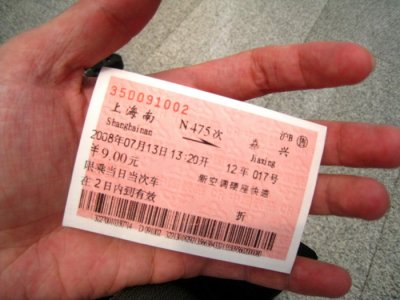 350091002 沪B 售
上海南 N475次 嘉兴
Shanghainan Jiaxing
2008年07月13日13:20开 12车017号
¥9.00元 新空调硬座快速
限乘当日当次车
在2日内到有效 折